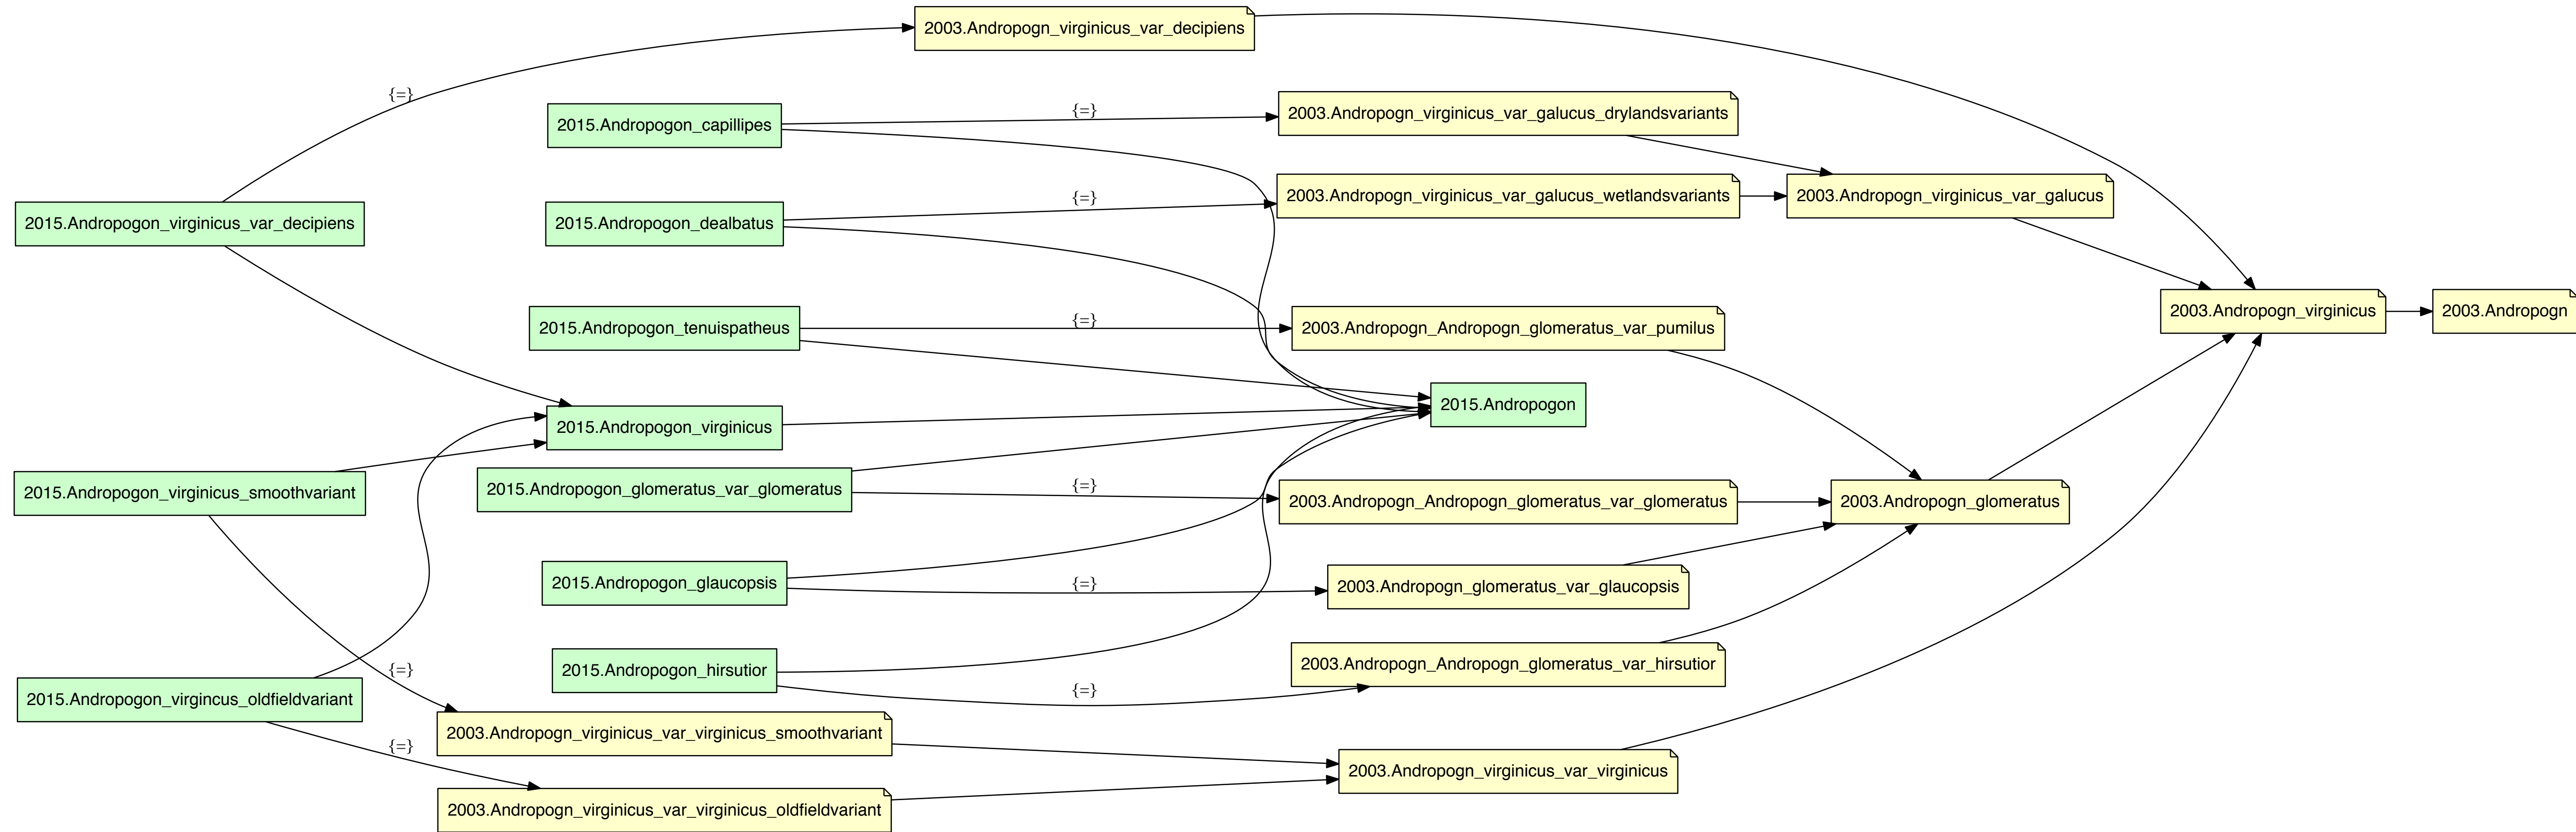 2003.Andropogn_virginicus_var_decipiens
{=}
2015.Andropogon_capillipes
{=}
2003.Andropogn_virginicus_var_galucus_drylandsvariants
2015.Andropogon_virginicus_var_decipiens
2015.Andropogon_dealbatus
{=}
2003.Andropogn_virginicus_var_galucus_wetlandsvariants
2003.Andropogn_virginicus_var_galucus
2003.Andropogn_virginicus
2003.Andropogn
2015.Andropogon_tenuispatheus
{=}
2003.Andropogn_Andropogn_glomeratus_var_pumilus
2015.Andropogon
2015.Andropogon_virginicus
2015.Andropogon_virginicus_smoothvariant
2015.Andropogon_glomeratus_var_glomeratus
{=}
2003.Andropogn_Andropogn_glomeratus_var_glomeratus
2003.Andropogn_glomeratus
2015.Andropogon_glaucopsis
{=}
2003.Andropogn_glomeratus_var_glaucopsis
2015.Andropogon_hirsutior
{=}
2003.Andropogn_Andropogn_glomeratus_var_hirsutior
{=}
2015.Andropogon_virgincus_oldfieldvariant
2003.Andropogn_virginicus_var_virginicus_smoothvariant
{=}
2003.Andropogn_virginicus_var_virginicus
2003.Andropogn_virginicus_var_virginicus_oldfieldvariant